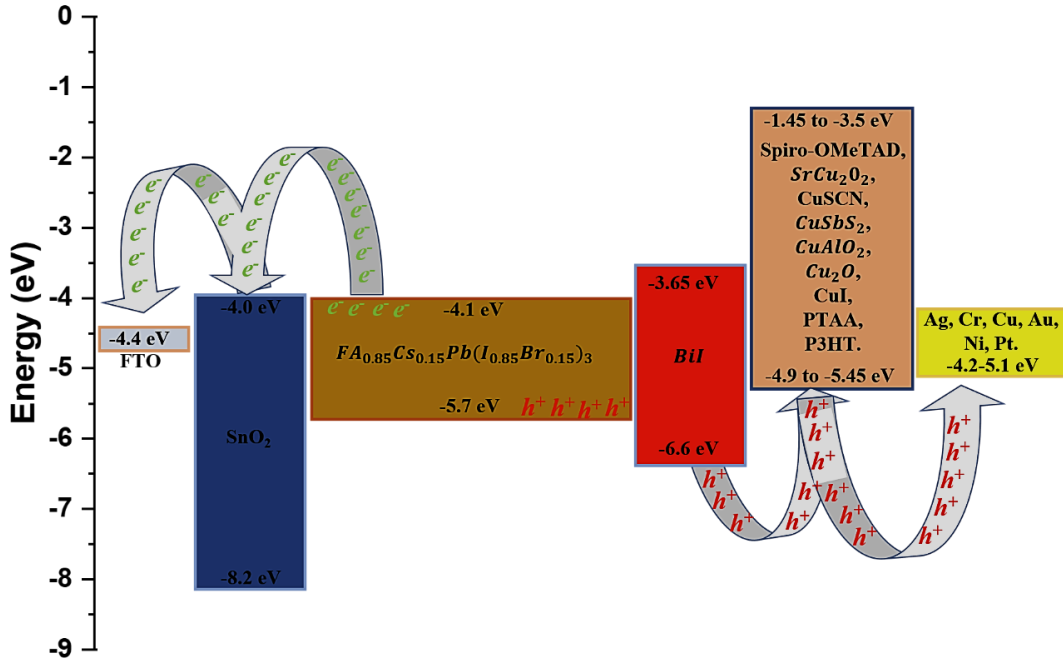 Energy (eV)
0
-1
-2
-3
-4
-5
-6
-7
-8
-9
-4.4 eV
FTO
-4.0 eV
SnO₂
-8.2 eV
-4.1 eV
FA₀.₈₅Cs₀.₁₅Pb(I₀.₈₅Br₀.₁₅)₃
-5.7 eV
-3.65 eV
BiI
-6.6 eV
-1.45 to -3.5 eV
Spiro-OMeTAD,
SrCu₂O₂,
CuSCN,
CuSbS₂,
CuAlO₂,
Cu₂O,
CuI,
PTAA,
P3HT.
-4.9 to -5.45 eV
Ag, Cr, Cu, Au,
Ni, Pt.
-4.2-5.1 eV
e⁻ e⁻ e⁻ e⁻ e⁻
e⁻ e⁻ e⁻
e⁻ e⁻ e⁻ e⁻ e⁻ e⁻
e⁻ e⁻ e⁻ e⁻ e⁻
e⁻ e⁻ e⁻ e⁻
h⁺ h⁺ h⁺ h⁺
h⁺ h⁺ h⁺
h⁺ h⁺ h⁺ h⁺ h⁺
h⁺ h⁺ h⁺
h⁺ h⁺ h⁺ h⁺ h⁺